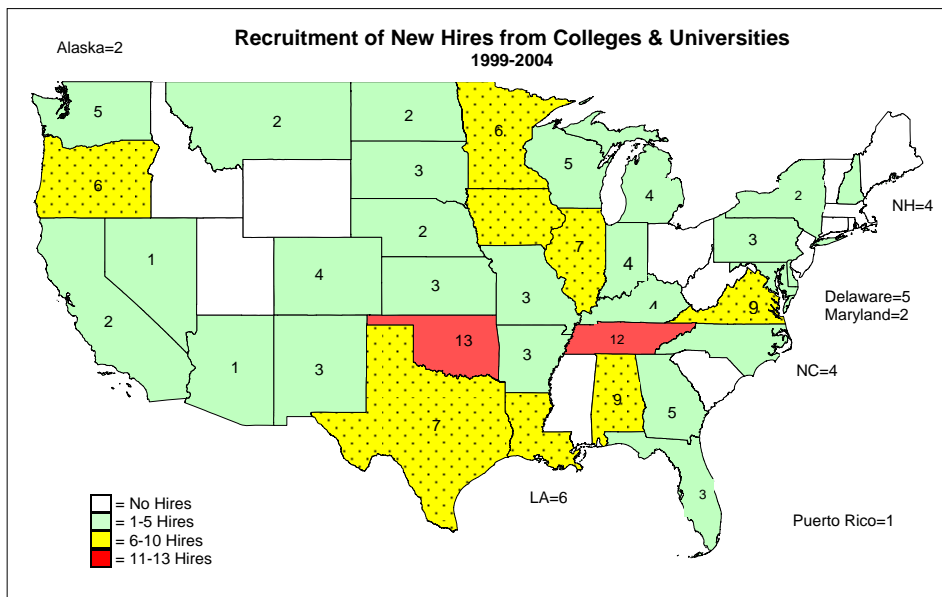 Recruitment of New Hires from Colleges & Universities
1999-2004
Alaska=2
5
2
2
6
6
3
5
4
2
NH=4
1
2
7
3
4
3
4
3
4
9
Delaware=5
Maryland=2
2
1
3
13
3
12
NC=4
7
9
5
LA=6
3
Puerto Rico=1
= No Hires
= 1-5 Hires
= 6-10 Hires
= 11-13 Hires